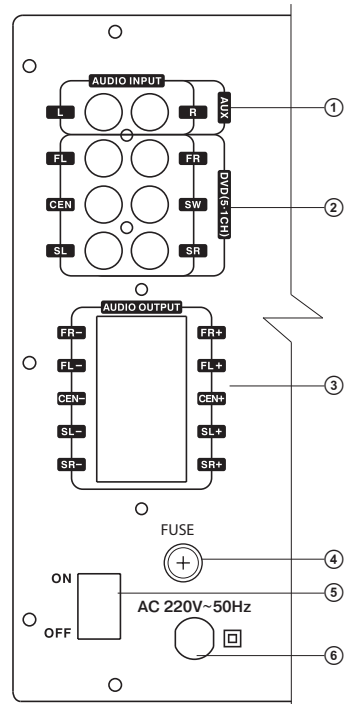 AUDIO INPUT
L R
AUX
1
FL FR
CEN SW
DVD(5·1CH)
2
SL SR
AUDIO OUTPUT
FR− FR+
FL− FL+
3
CEN− CEN+
SL− SL+
SR− SR+
FUSE
4
ON
5
AC 220V~50Hz
OFF
6